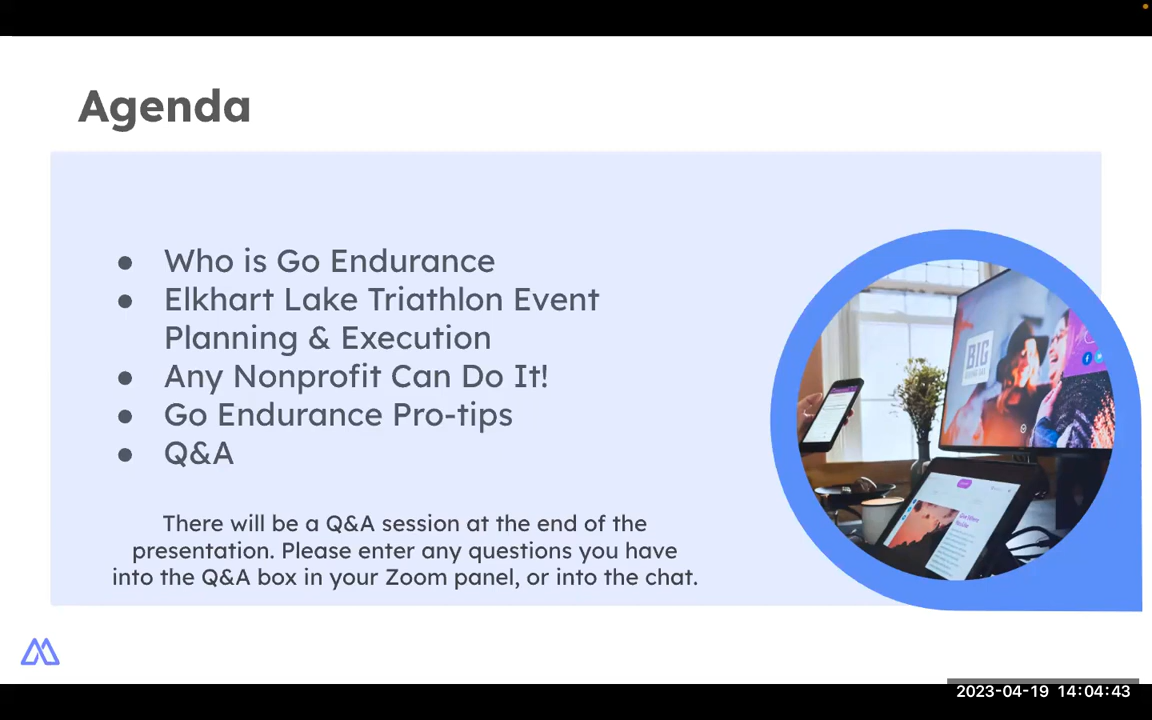 Agenda
● Who is Go Endurance
● Elkhart Lake Triathlon Event
Planning & Execution
● Any Nonprofit Can Do It!
● Go Endurance Pro-tips
● Q&A
There will be a Q&A session at the end of the
presentation. Please enter any questions you have
into the Q&A box in your Zoom panel, or into the chat.
BIG
2023-04-19 14:04:43